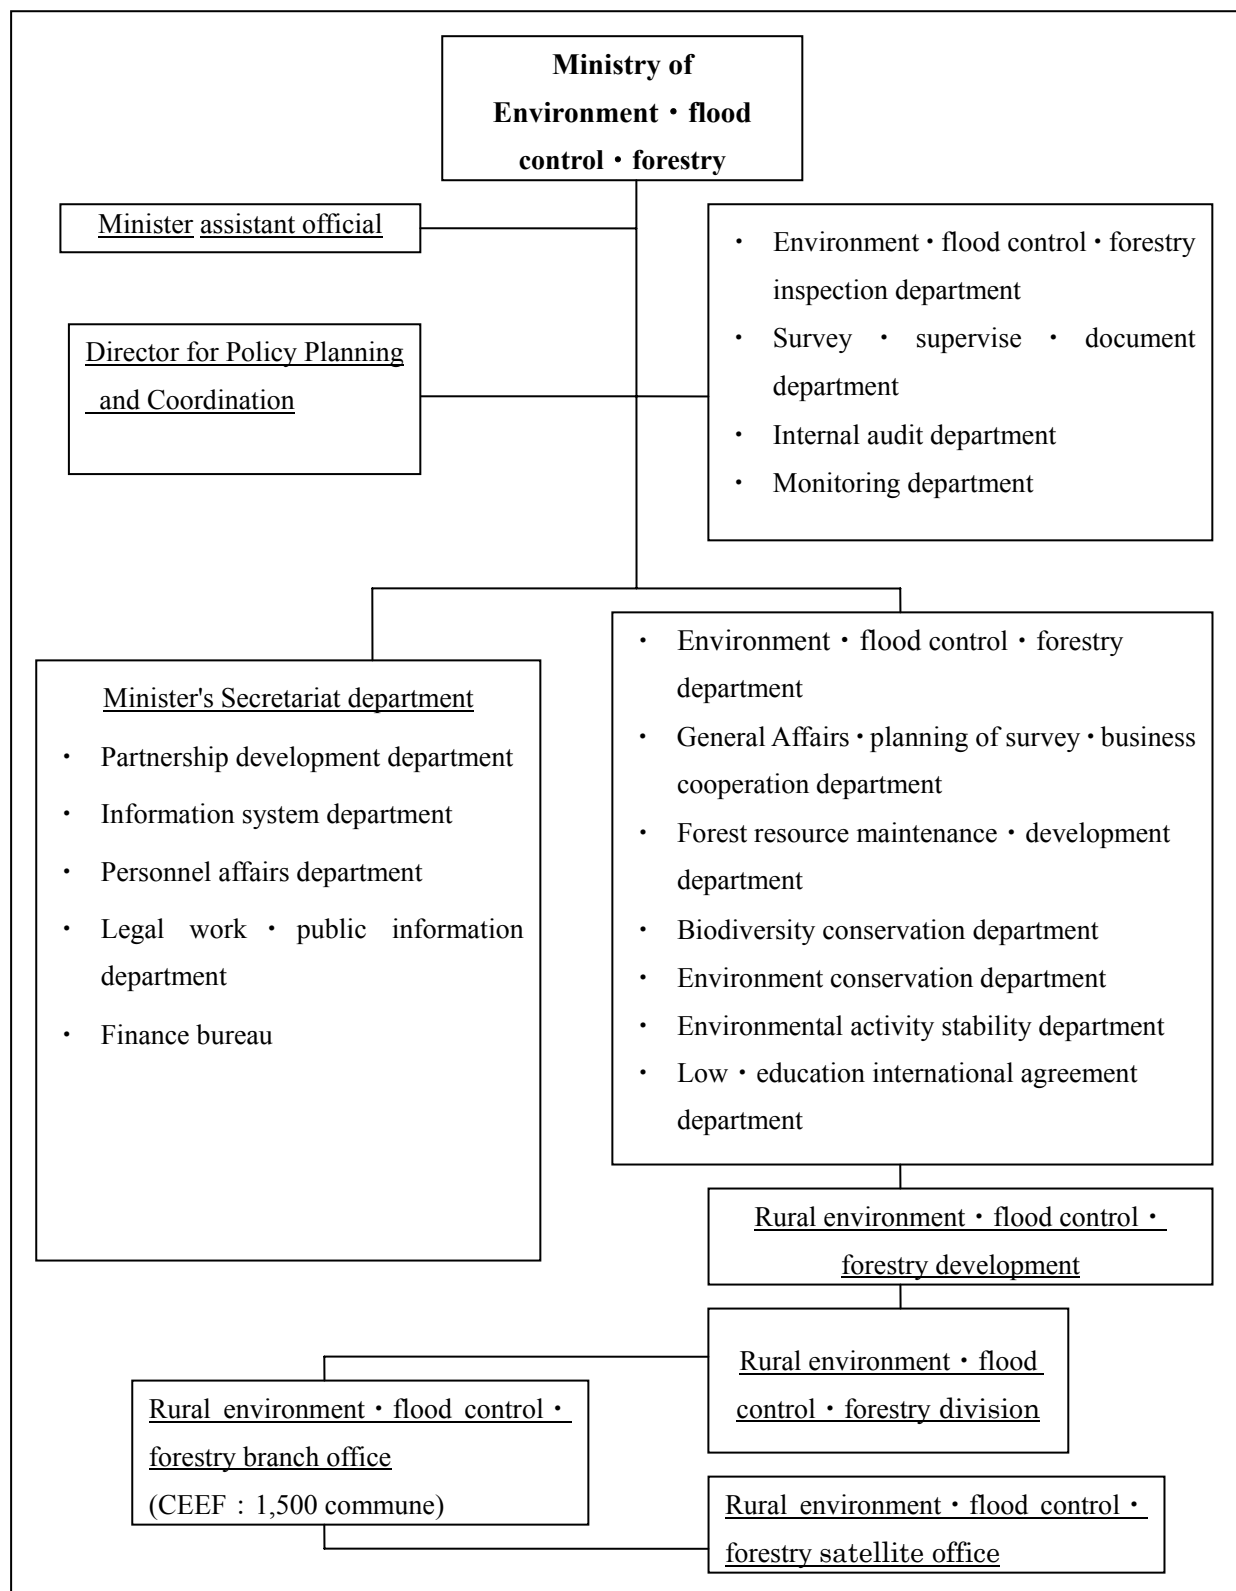 Ministry of
Environment・flood
control・forestry
Minister assistant official
・ Environment・flood control・forestry
inspection department
・ Survey ・ supervise ・ document
department
・ Internal audit department
・ Monitoring department
Director for Policy Planning
and Coordination
Minister's Secretariat department
・ Partnership development department
・ Information system department
・ Personnel affairs department
・ Legal work ・ public information
department
・ Finance bureau
・ Environment・flood control・forestry
department
・ General Affairs・planning of survey・business
cooperation department
・ Forest resource maintenance・development
department
・ Biodiversity conservation department
・ Environment conservation department
・ Environmental activity stability department
・ Low・education international agreement
department
Rural environment・flood control・
forestry development
Rural environment・flood
control・forestry division
Rural environment・flood control・
forestry branch office
(CEEF：1,500 commune)
Rural environment・flood control・
forestry satellite office